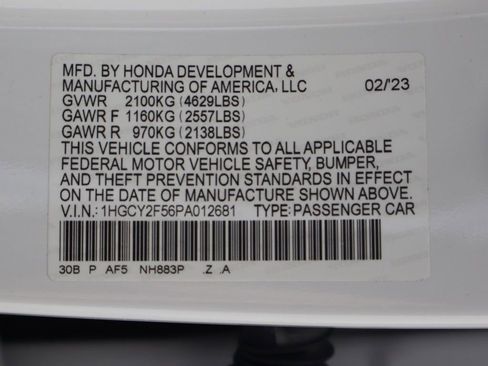 MFD. BY HONDA DEVELOPMENT &
MANUFACTURING OF AMERICA, LLC 02/'23
GVWR 2100KG (4629LBS)
GAWR F 1160KG (2557LBS)
GAWR R 970KG (2138LBS)
THIS VEHICLE CONFORMS TO ALL APPLICABLE
FEDERAL MOTOR VEHICLE SAFETY, BUMPER,
AND THEFT PREVENTION STANDARDS IN EFFECT
ON THE DATE OF MANUFACTURE SHOWN ABOVE.
V.I.N.: 1HGCY2F56PA012681 TYPE: PASSENGER CAR
30B P AF5 NH883P .Z .A